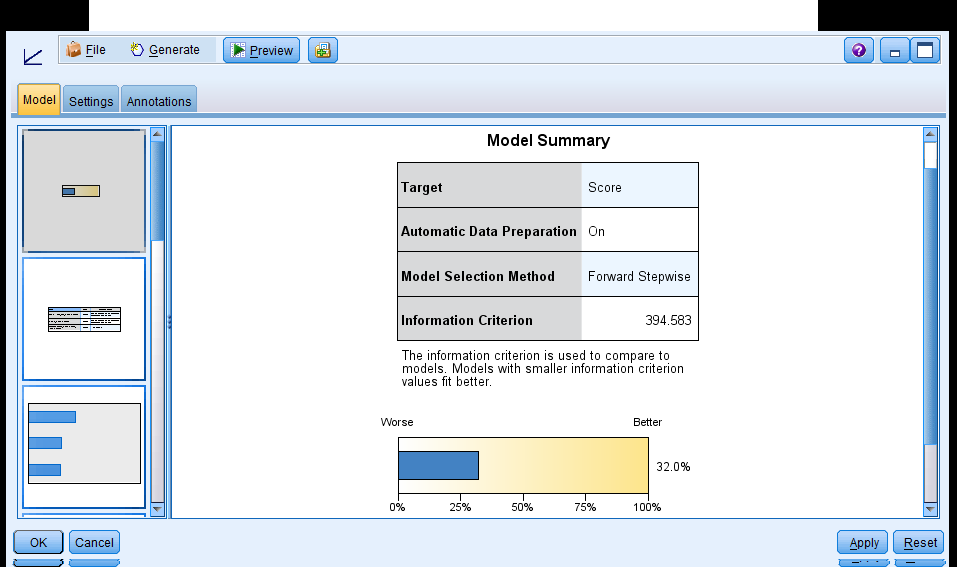 File Generate Preview
Model Settings Annotations
Model Summary
Target Score
Automatic Data Preparation On
Model Selection Method Forward Stepwise
Information Criterion 394.583
The information criterion is used to compare to
models. Models with smaller information criterion
values fit better.
Worse Better
32.0%
0% 25% 50% 75% 100%
OK Cancel Apply Reset